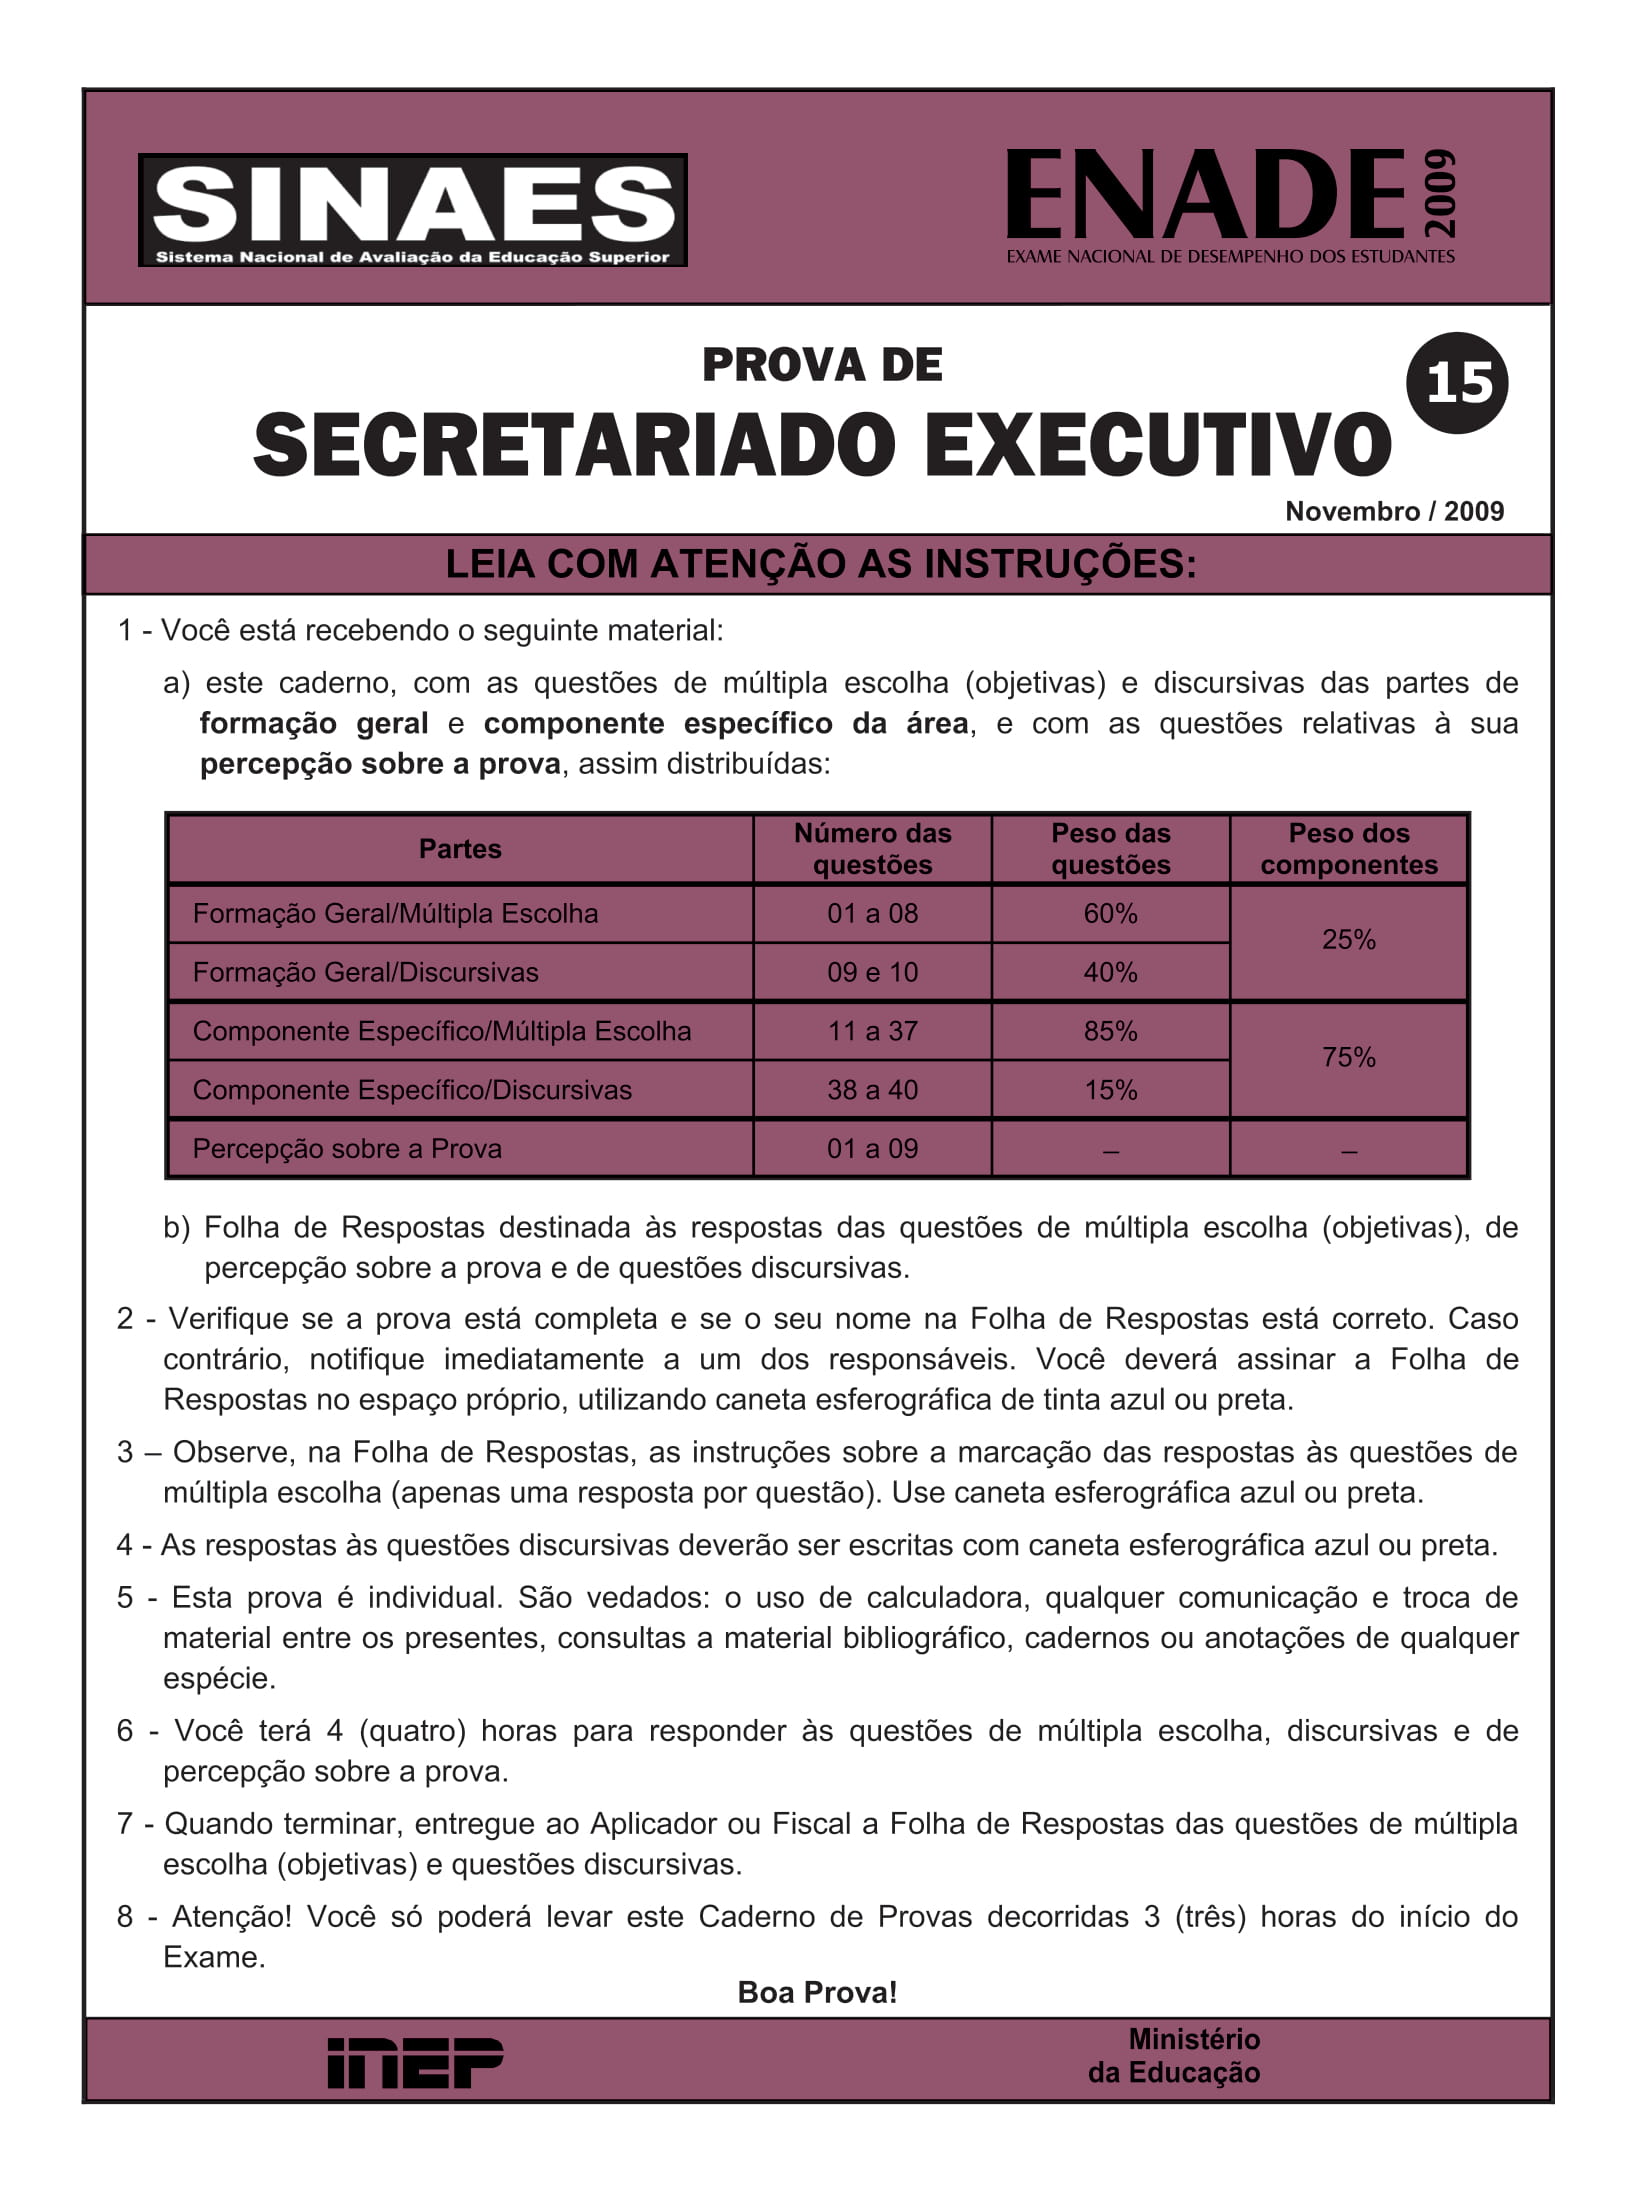 SINAES
Sistema Nacional de Avaliação da Educação Superior
ENADE 2009
EXAME NACIONAL DE DESEMPENHO DOS ESTUDANTES
PROVA DE
SECRETARIADO EXECUTIVO
15
Novembro / 2009
LEIA COM ATENÇÃO AS INSTRUÇÕES:
1 - Você está recebendo o seguinte material:
a) este caderno, com as questões de múltipla escolha (objetivas) e discursivas das partes de
formação geral e componente específico da área, e com as questões relativas à sua
percepção sobre a prova, assim distribuídas:
Partes
Número das
questões
Peso das
questões
Peso dos
componentes
Formação Geral/Múltipla Escolha 01 a 08 60%
25%
Formação Geral/Discursivas 09 e 10 40%
Componente Específico/Múltipla Escolha 11 a 37 85%
75%
Componente Específico/Discursivas 38 a 40 15%
Percepção sobre a Prova 01 a 09 – –
b) Folha de Respostas destinada às respostas das questões de múltipla escolha (objetivas), de
percepção sobre a prova e de questões discursivas.
2 - Verifique se a prova está completa e se o seu nome na Folha de Respostas está correto. Caso
contrário, notifique imediatamente a um dos responsáveis. Você deverá assinar a Folha de
Respostas no espaço próprio, utilizando caneta esferográfica de tinta azul ou preta.
3 – Observe, na Folha de Respostas, as instruções sobre a marcação das respostas às questões de
múltipla escolha (apenas uma resposta por questão). Use caneta esferográfica azul ou preta.
4 - As respostas às questões discursivas deverão ser escritas com caneta esferográfica azul ou preta.
5 - Esta prova é individual. São vedados: o uso de calculadora, qualquer comunicação e troca de
material entre os presentes, consultas a material bibliográfico, cadernos ou anotações de qualquer
espécie.
6 - Você terá 4 (quatro) horas para responder às questões de múltipla escolha, discursivas e de
percepção sobre a prova.
7 - Quando terminar, entregue ao Aplicador ou Fiscal a Folha de Respostas das questões de múltipla
escolha (objetivas) e questões discursivas.
8 - Atenção! Você só poderá levar este Caderno de Provas decorridas 3 (três) horas do início do
Exame.
Boa Prova!
INEP
Ministério
da Educação